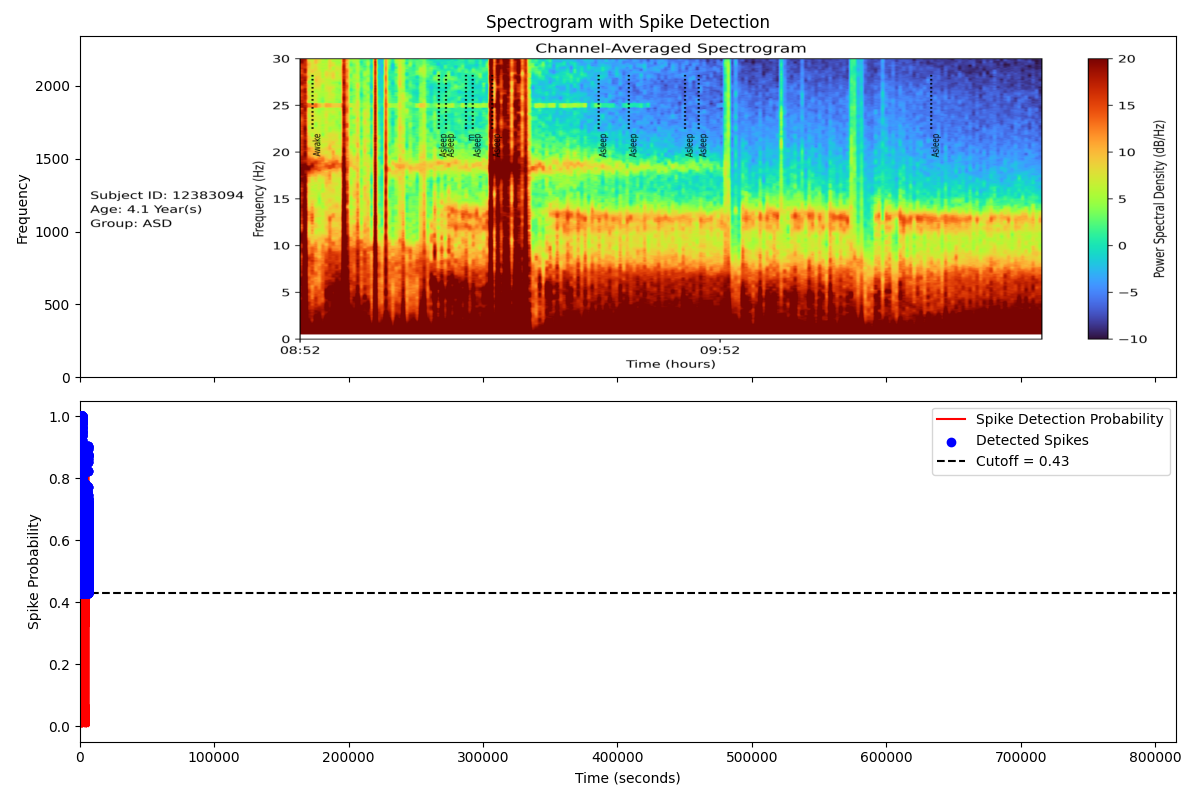 Spectrogram with Spike Detection
Channel-Averaged Spectrogram
Frequency
2000
1500
1000
500
0
Subject ID: 12383094
Age: 4.1 Year(s)
Group: ASD
Frequency (Hz)
30
25
20
15
10
5
0
Awake
Asleep
Asleep
Asleep
Asleep
Asleep
Asleep
Asleep
Asleep
08:52
09:52
Time (hours)
20
15
10
5
0
−5
−10
Power Spectral Density (dB/Hz)
Spike Probability
1.0
0.8
0.6
0.4
0.2
0.0
Spike Detection Probability
Detected Spikes
Cutoff = 0.43
0
100000
200000
300000
400000
500000
600000
700000
800000
Time (seconds)